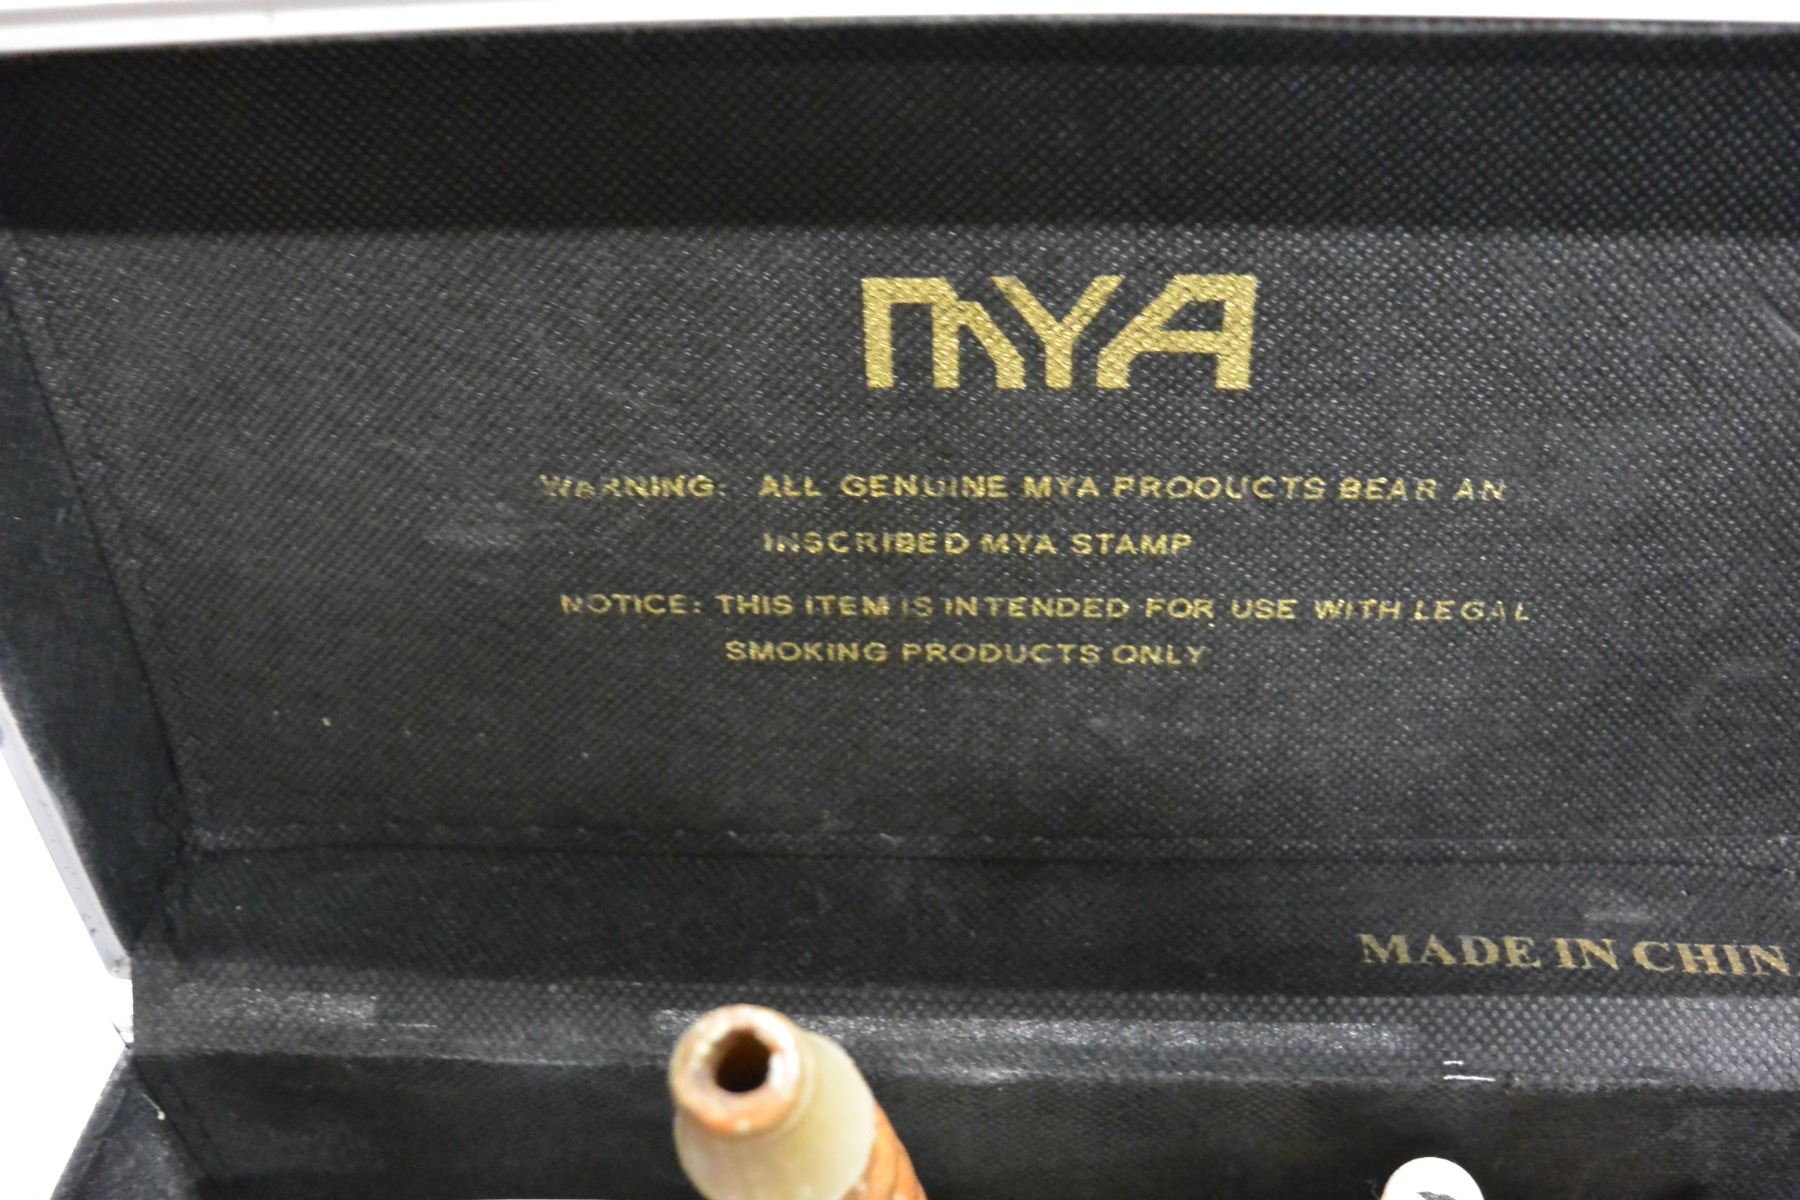 MYA
WARNING: ALL GENUINE MYA PROOUCTS BEAR AN
INSCRIBED MYA STAMP
NOTICE: THIS ITEM IS INTENDED FOR USE WITH LEGAL
SMOKING PRODUCTS ONLY
MADE IN CHINA